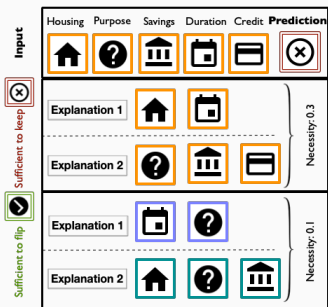 Housing Purpose Savings Duration Credit Prediction
Input
Sufficient to keep
Explanation 1
Explanation 2
Necessity: 0.3
Sufficient to flip
Explanation 1
Explanation 2
Necessity: 0.1